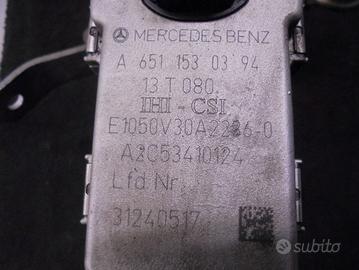 MERCEDES BENZ
A 651 153 03 94
13 T 080.
IHI - CSI
E1050V30A2286-0
A2C53410124
Lfd Nr
31240517
subito